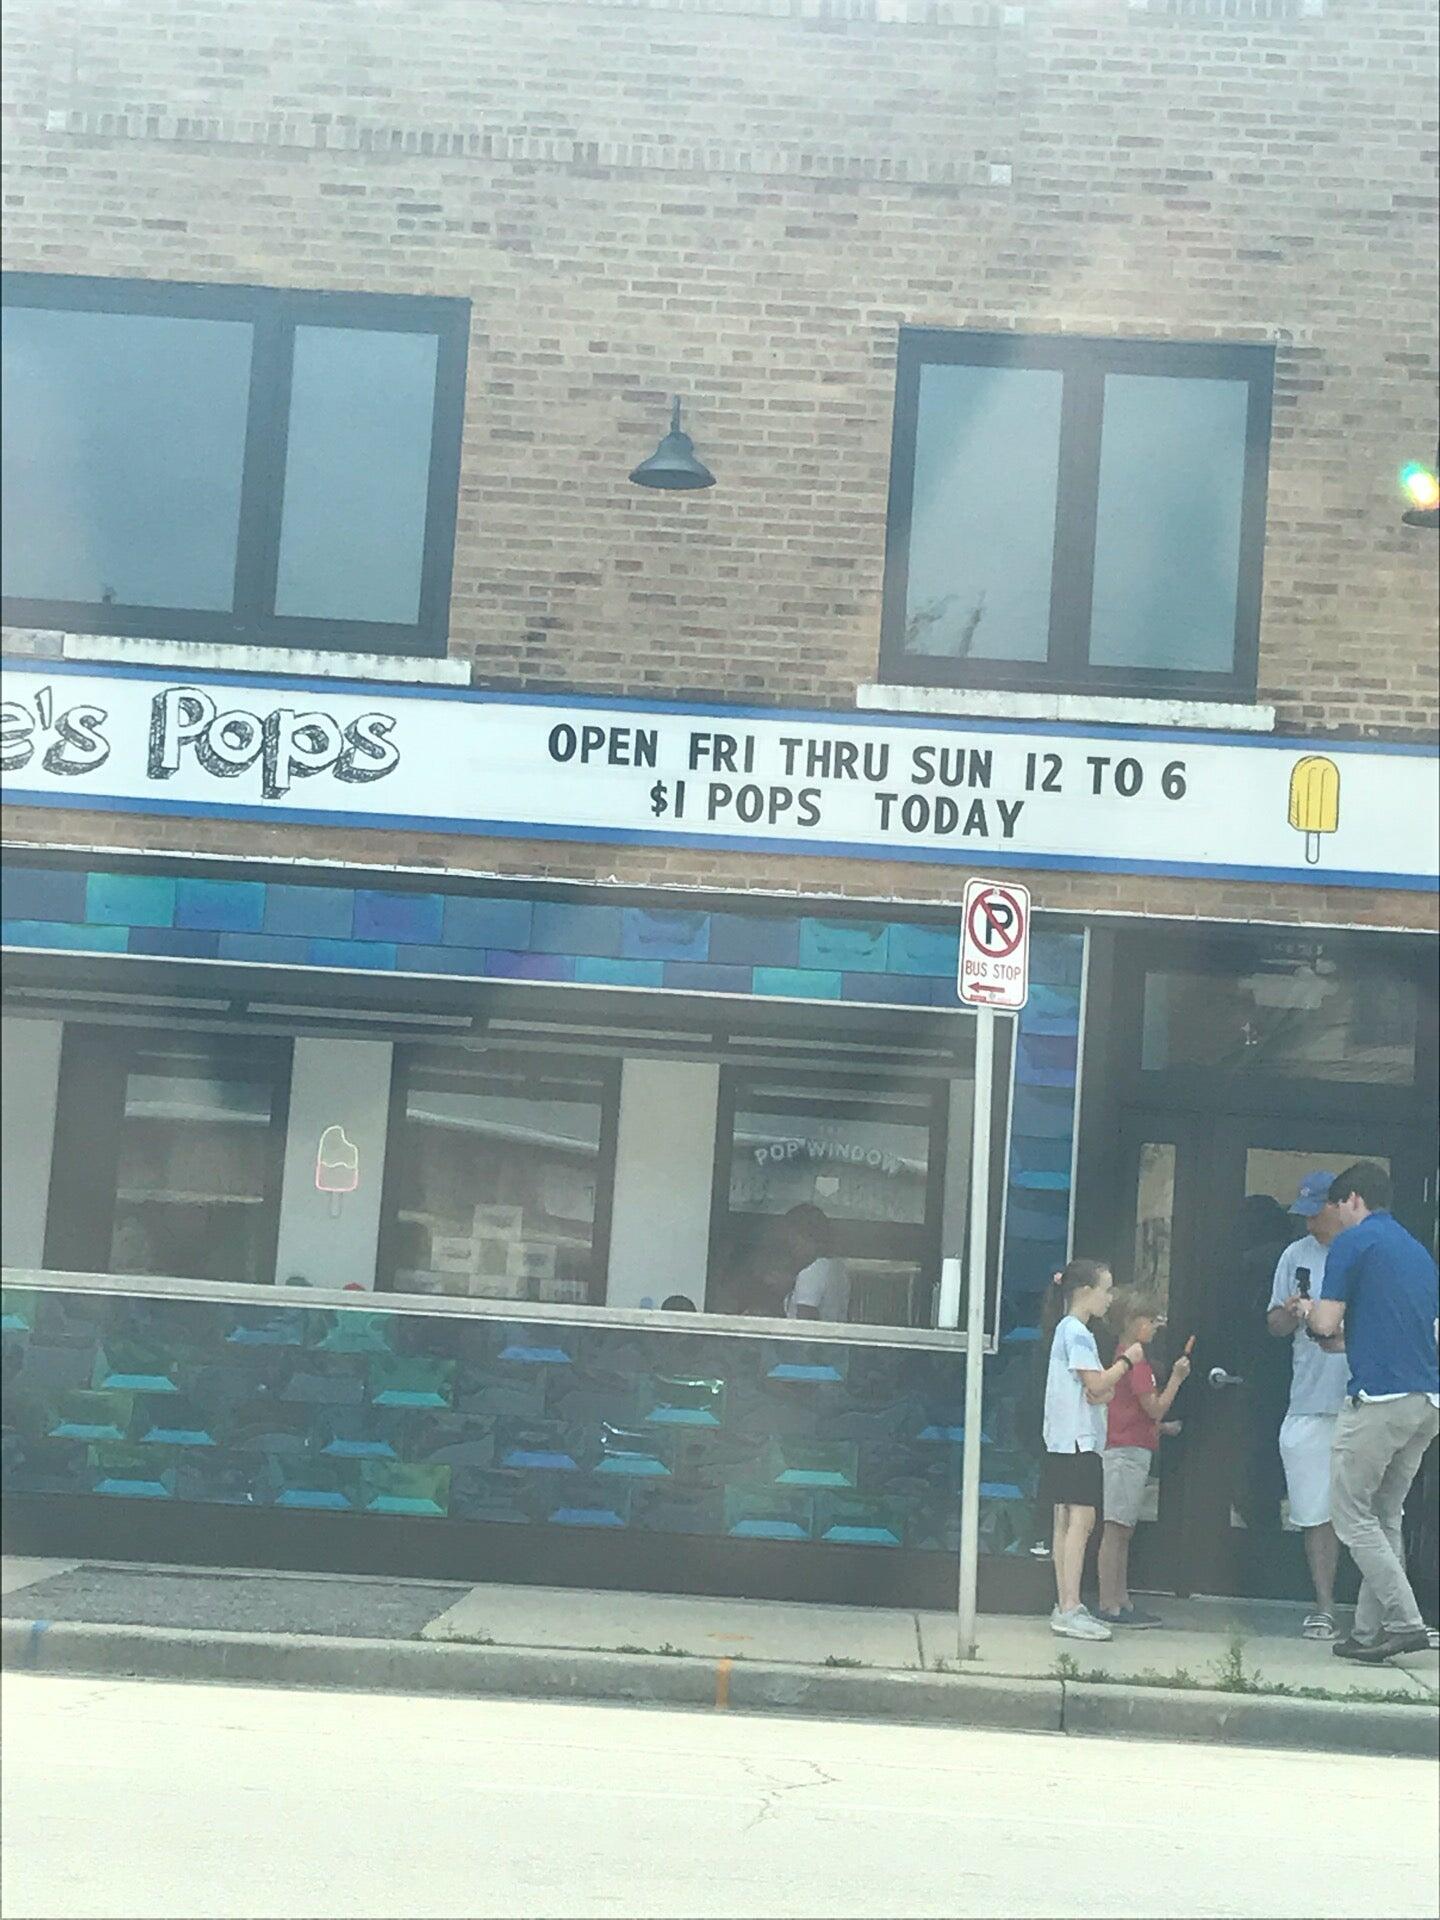 e's Pops
OPEN FRI THRU SUN 12 TO 6
$1 POPS TODAY
P
BUS STOP
POP WINDOW